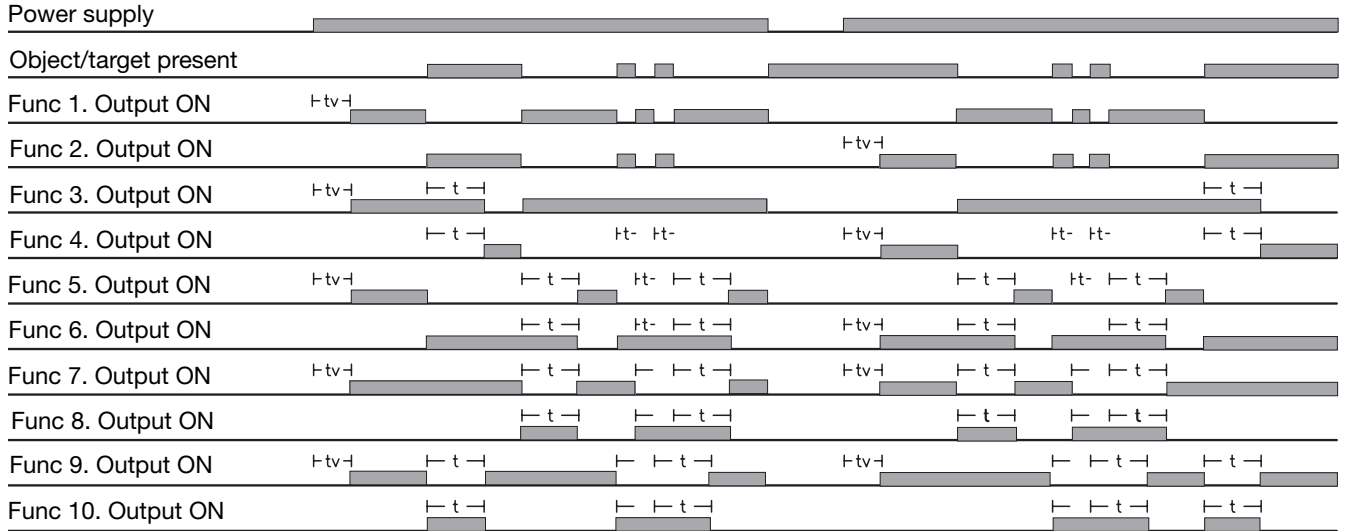 Power supply
Object/target present
Func 1. Output ON tv
Func 2. Output ON tv
Func 3. Output ON tv t t
Func 4. Output ON t t t tv t t t
Func 5. Output ON tv t t t t t t
Func 6. Output ON t t t tv t t
Func 7. Output ON tv t t tv t t
Func 8. Output ON t t t t
Func 9. Output ON tv t t tv t t
Func 10. Output ON t t t t